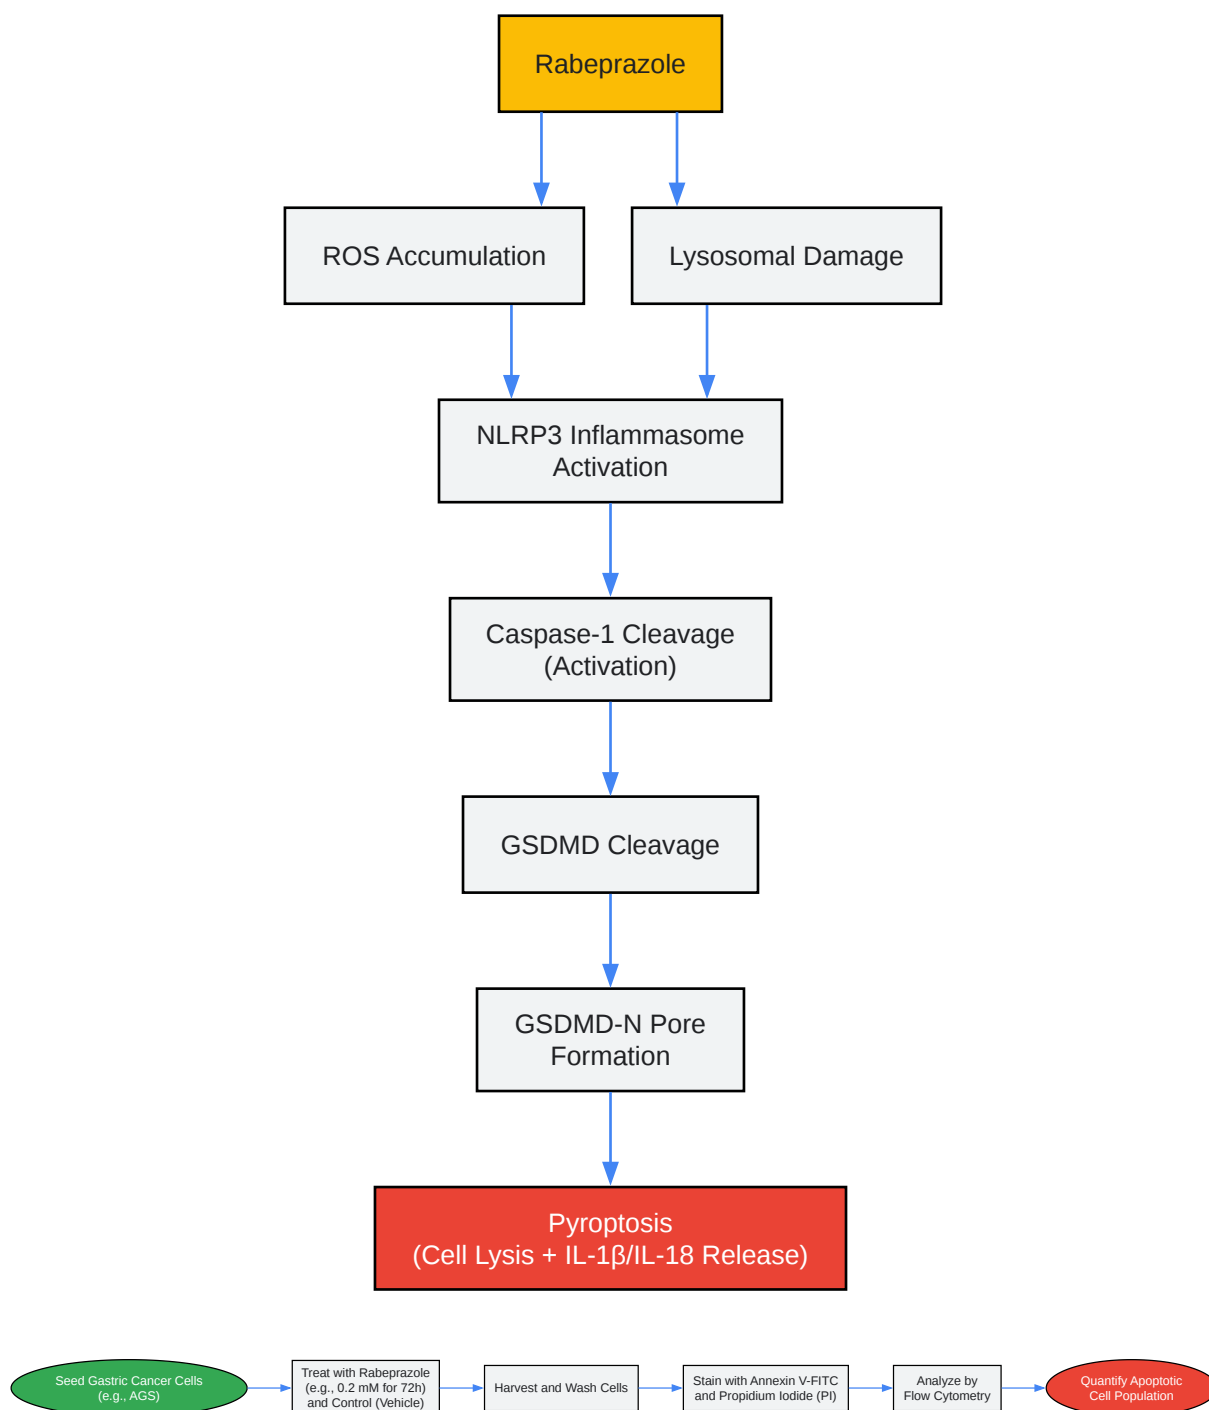 Rabeprazole
ROS Accumulation
Lysosomal Damage
NLRP3 Inflammasome
Activation
Caspase-1 Cleavage
(Activation)
GSDMD Cleavage
GSDMD-N Pore
Formation
Pyroptosis
(Cell Lysis + IL-1β/IL-18 Release)
Seed Gastric Cancer Cells
(e.g., AGS)
Treat with Rabeprazole
(e.g., 0.2 mM for 72h)
and Control (Vehicle)
Harvest and Wash Cells
Stain with Annexin V-FITC
and Propidium Iodide (PI)
Analyze by
Flow Cytometry
Quantify Apoptotic
Cell Population